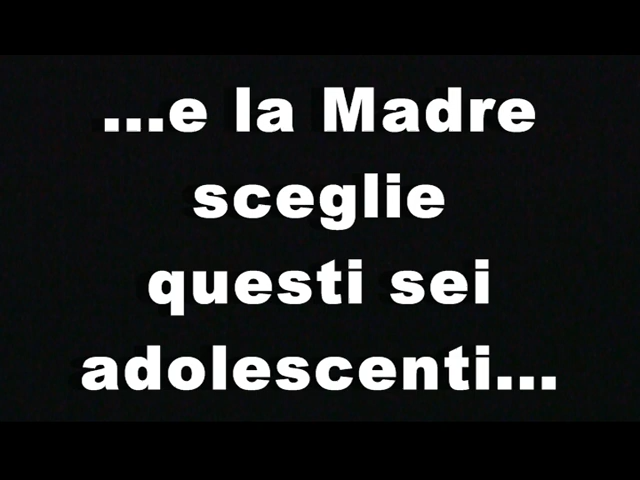 ...e la Madre
sceglie
questi sei
adolescenti...